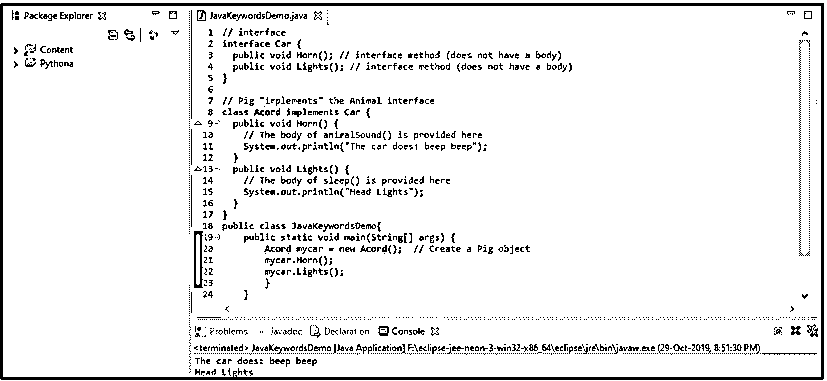 Package Explorer
Content
Pythona
JavaKeywordsDemo.java
1 // interface
2 interface Car {
3 public void Horn(); // interface method (does not have a body)
4 public void Lights(); // interface method (does not have a body)
5 }
6
7 // Pig "implements" the Animal interface
8 class Acord implements Car {
9 public void Horn() {
10 // The body of animalSound() is provided here
11 System.out.println("The car does: beep beep");
12 }
13 public void Lights() {
14 // The body of sleep() is provided here
15 System.out.println("Head Lights");
16 }
17 }
18 public class JavaKeywordsDemo{
19 public static void main(String[] args) {
20 Acord mycar = new Acord(); // Create a Pig object
21 mycar.Horn();
22 mycar.Lights();
23 }
24 }
Problems Javadoc Declaration Console
<terminated> JavaKeywordsDemo [Java Application] F:\eclipse-jee-neon-3-win32-x86_64\eclipse\jre\bin\javaw.exe (29-Oct-2019, 8:51:30 PM)
The car does: beep beep
Head Lights